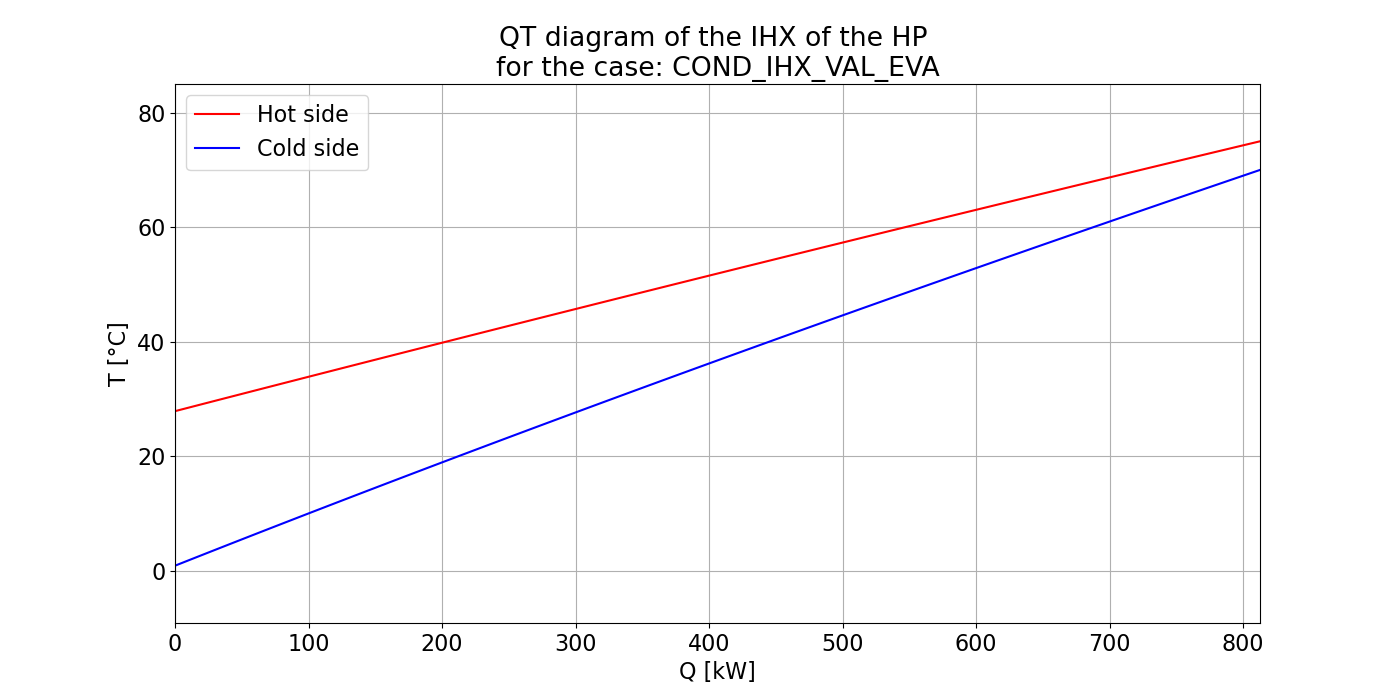 QT diagram of the IHX of the HP
for the case: COND_IHX_VAL_EVA
Hot side
Cold side
T [°C]
80
60
40
20
0
0 100 200 300 400 500 600 700 800
Q [kW]